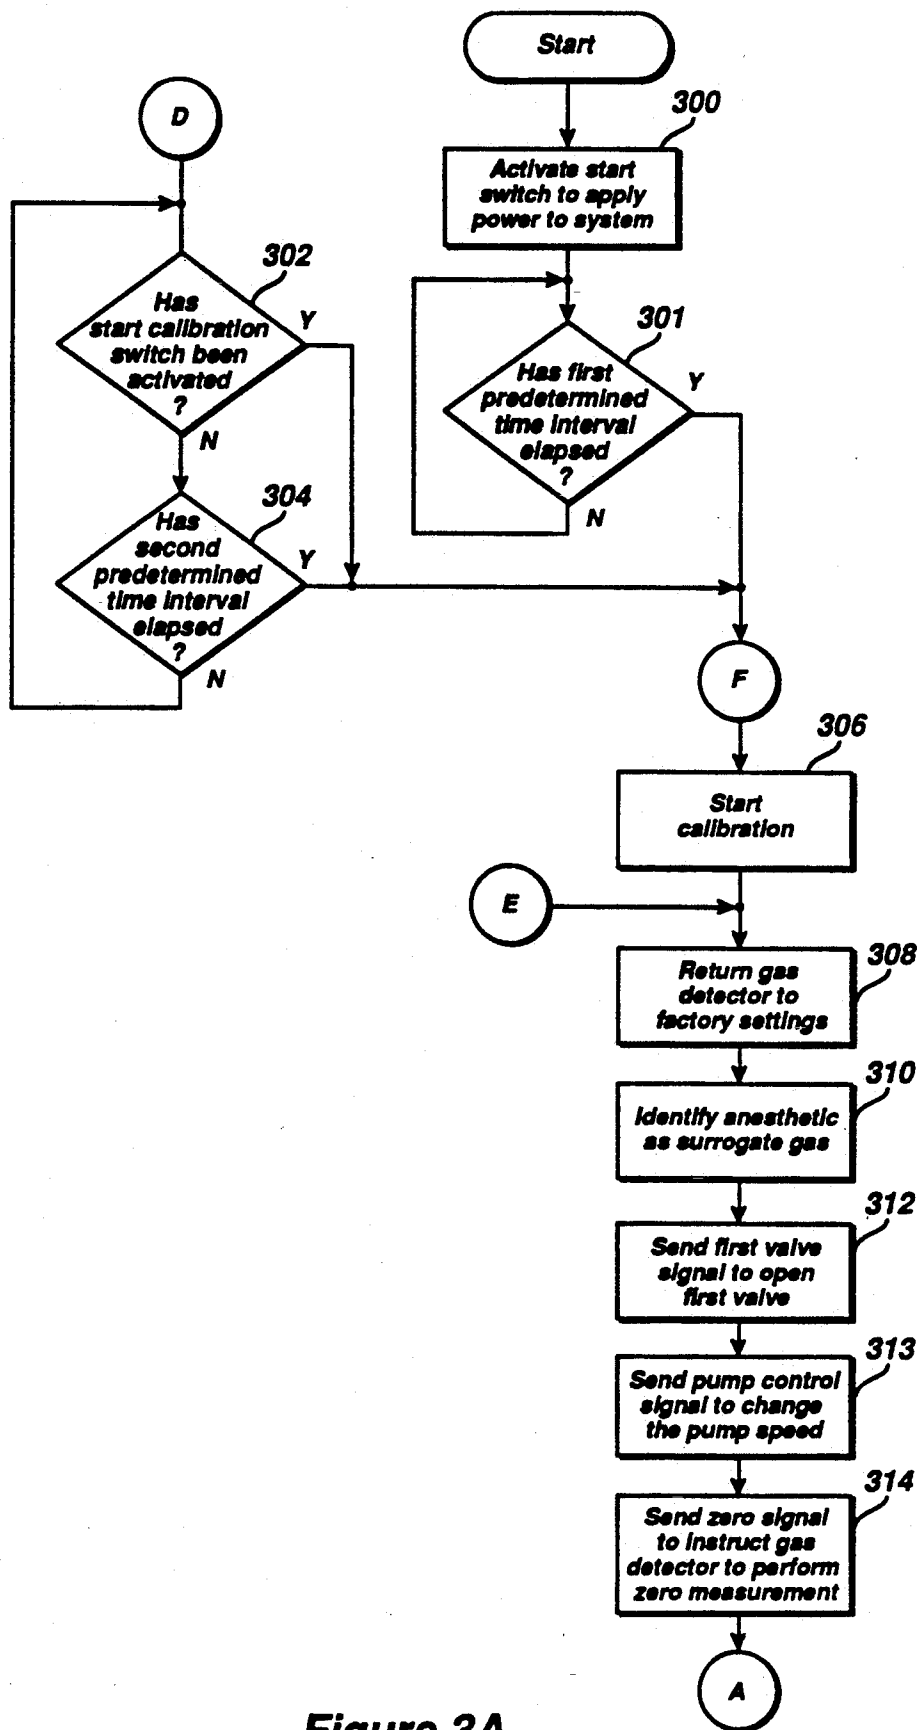 Start
300
Activate start
switch to apply
power to system
301
Has first
predetermined
time interval
elapsed
?
Y
N
D
302
Has
start calibration
switch been
activated
?
Y
N
304
Has
second
predetermined
time interval
elapsed
?
Y
N
F
306
Start
calibration
E
308
Return gas
detector to
factory settings
310
Identify anesthetic
as surrogate gas
312
Send first valve
signal to open
first valve
313
Send pump control
signal to change
the pump speed
314
Send zero signal
to instruct gas
detector to perform
zero measurement
A
Figure 3A